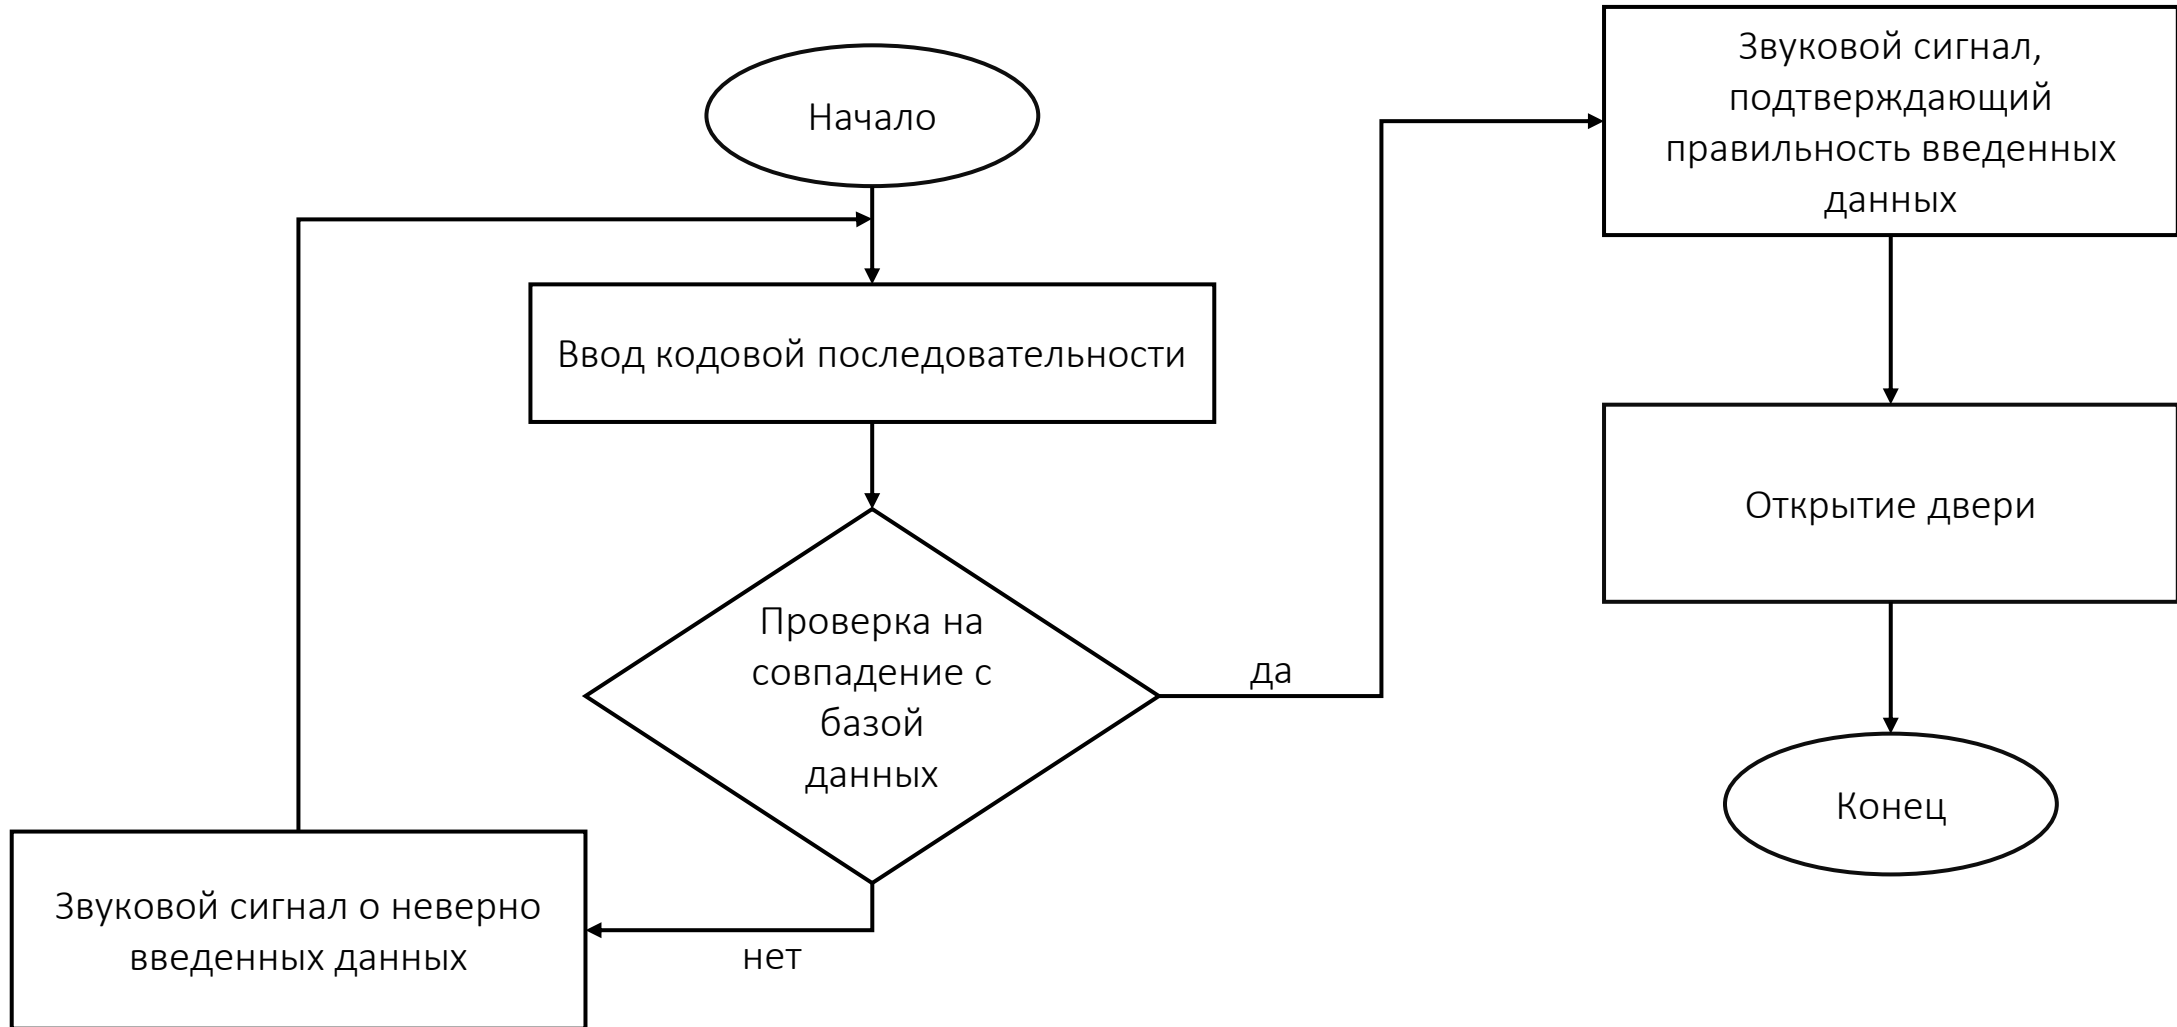 Начало
Ввод кодовой последовательности
Проверка на
совпадение с
базой
данных
да
нет
Звуковой сигнал о неверно
введенных данных
Звуковой сигнал,
подтверждающий
правильность введенных
данных
Открытие двери
Конец